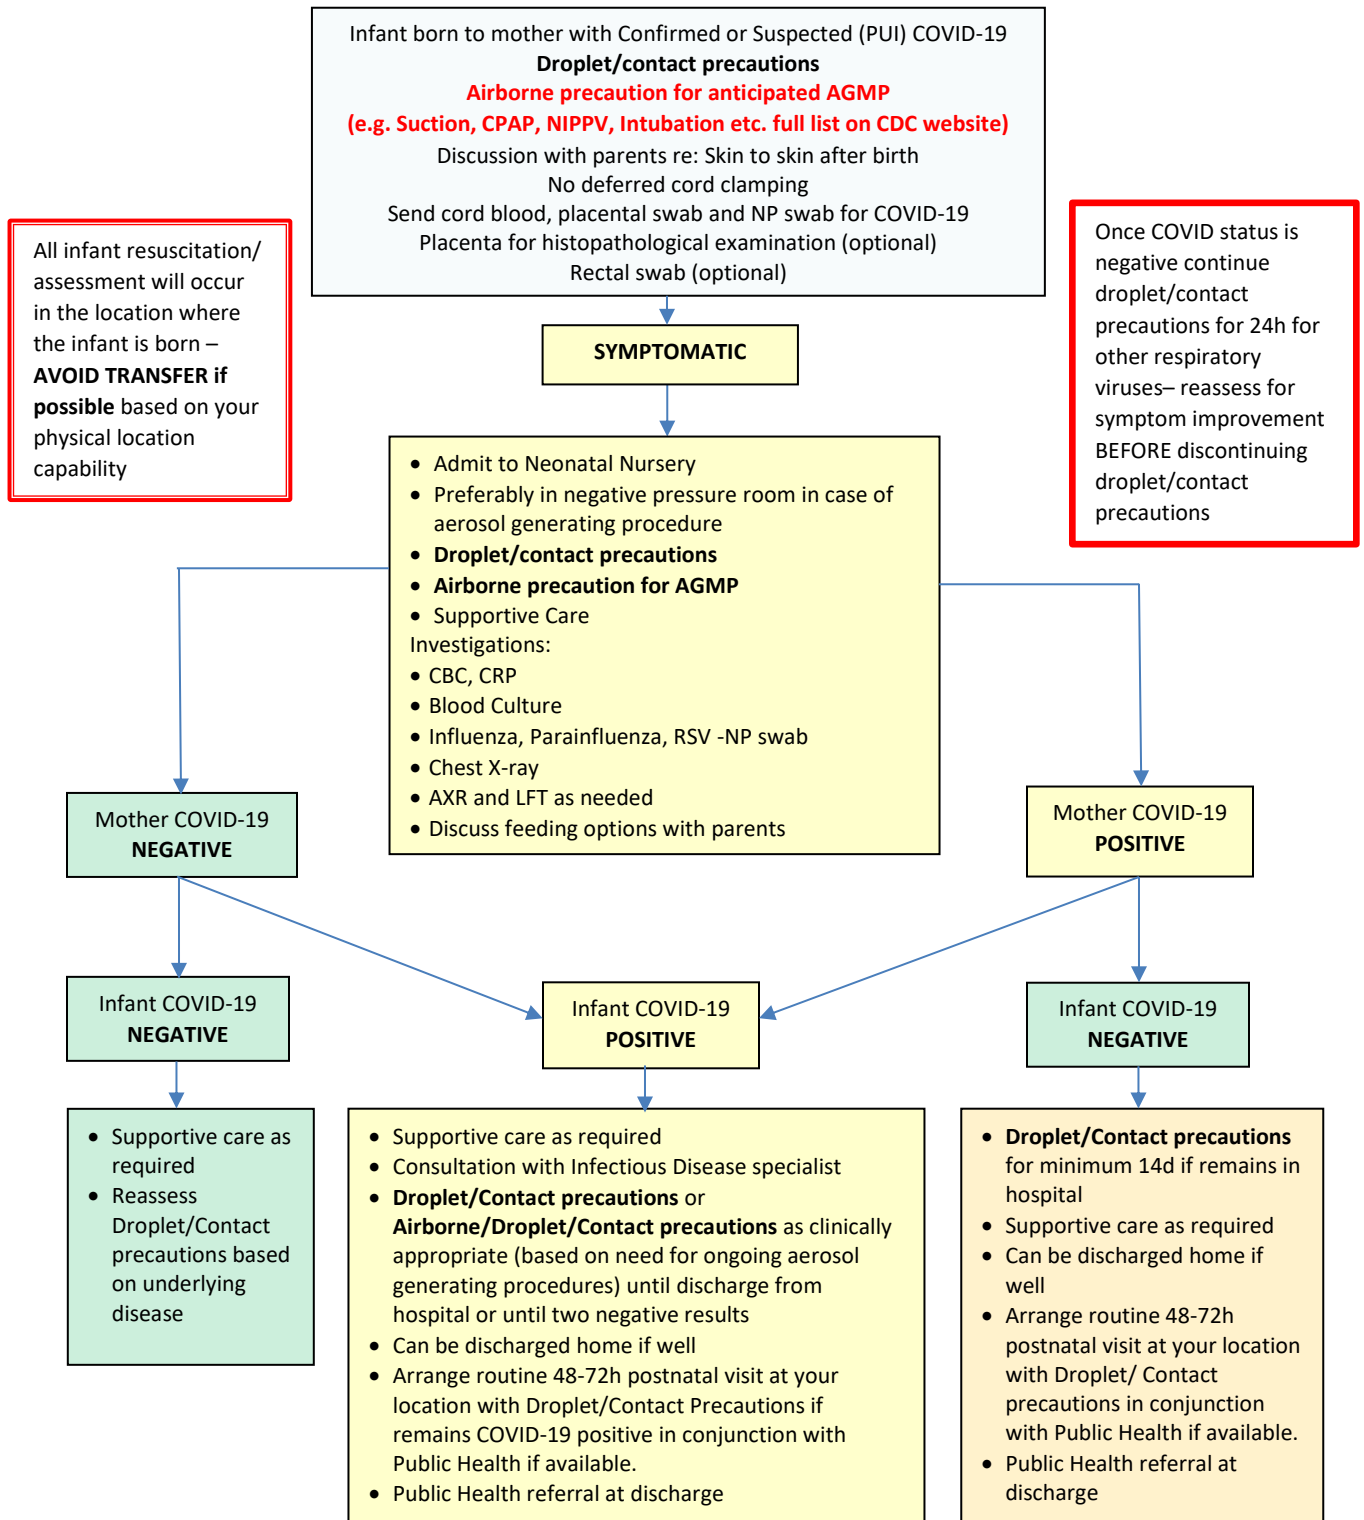 Infant born to mother with Confirmed or Suspected (PUI) COVID-19
Droplet/contact precautions
Airborne precaution for anticipated AGMP
(e.g. Suction, CPAP, NIPPV, Intubation etc. full list on CDC website)
Discussion with parents re: Skin to skin after birth
No deferred cord clamping
Send cord blood, placental swab and NP swab for COVID-19
Placenta for histopathological examination (optional)
Rectal swab (optional)
All infant resuscitation/
assessment will occur
in the location where
the infant is born –
AVOID TRANSFER if
possible based on your
physical location
capability
Once COVID status is
negative continue
droplet/contact
precautions for 24h for
other respiratory
viruses– reassess for
symptom improvement
BEFORE discontinuing
droplet/contact
precautions
SYMPTOMATIC
• Admit to Neonatal Nursery
• Preferably in negative pressure room in case of
aerosol generating procedure
• Droplet/contact precautions
• Airborne precaution for AGMP
• Supportive Care
Investigations:
• CBC, CRP
• Blood Culture
• Influenza, Parainfluenza, RSV -NP swab
• Chest X-ray
• AXR and LFT as needed
• Discuss feeding options with parents
Mother COVID-19
NEGATIVE
Mother COVID-19
POSITIVE
Infant COVID-19
NEGATIVE
Infant COVID-19
POSITIVE
Infant COVID-19
NEGATIVE
• Supportive care as
required
• Reassess
Droplet/Contact
precautions based
on underlying
disease
• Supportive care as required
• Consultation with Infectious Disease specialist
• Droplet/Contact precautions or
Airborne/Droplet/Contact precautions as clinically
appropriate (based on need for ongoing aerosol
generating procedures) until discharge from
hospital or until two negative results
• Can be discharged home if well
• Arrange routine 48-72h postnatal visit at your
location with Droplet/Contact Precautions if
remains COVID-19 positive in conjunction with
Public Health if available.
• Public Health referral at discharge
• Droplet/Contact precautions
for minimum 14d if remains in
hospital
• Supportive care as required
• Can be discharged home if
well
• Arrange routine 48-72h
postnatal visit at your location
with Droplet/ Contact
precautions in conjunction
with Public Health if available.
• Public Health referral at
discharge